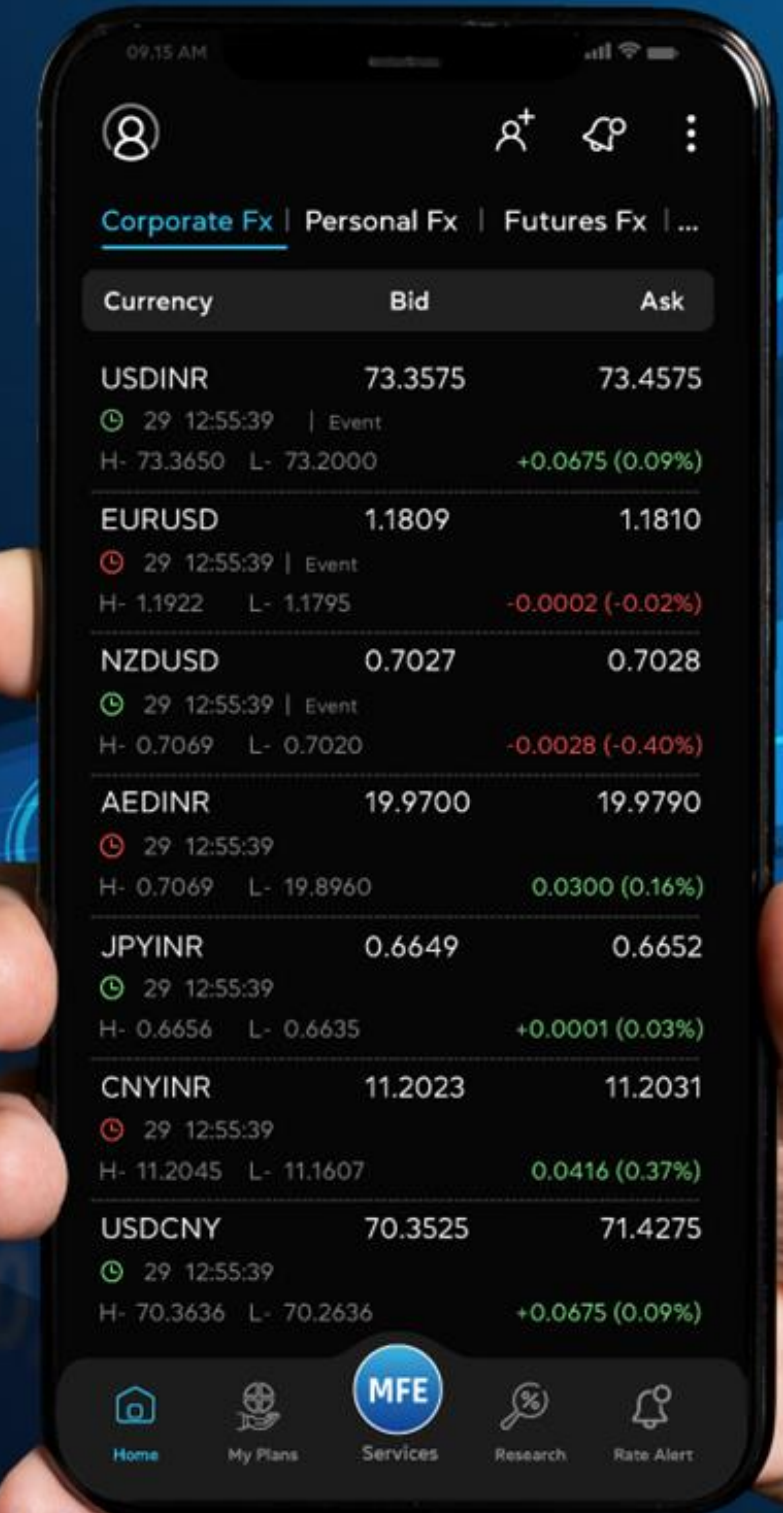 09.15 AM
Corporate Fx | Personal Fx | Futures Fx | ...
Currency Bid Ask
USDINR 73.3575 73.4575
29 12:55:39 | Event
H- 73.3650 L- 73.2000 +0.0675 (0.09%)
EURUSD 1.1809 1.1810
29 12:55:39 | Event
H- 1.1922 L- 1.1795 -0.0002 (-0.02%)
NZDUSD 0.7027 0.7028
29 12:55:39 | Event
H- 0.7069 L- 0.7020 -0.0028 (-0.40%)
AEDINR 19.9700 19.9790
29 12:55:39
H- 0.7069 L- 19.8960 0.0300 (0.16%)
JPYINR 0.6649 0.6652
29 12:55:39
H- 0.6656 L- 0.6635 +0.0001 (0.03%)
CNYINR 11.2023 11.2031
29 12:55:39
H- 11.2045 L- 11.1607 0.0416 (0.37%)
USDCNY 70.3525 71.4275
29 12:55:39
H- 70.3636 L- 70.2636 +0.0675 (0.09%)
MFE
Home My Plans Services Research Rate Alert